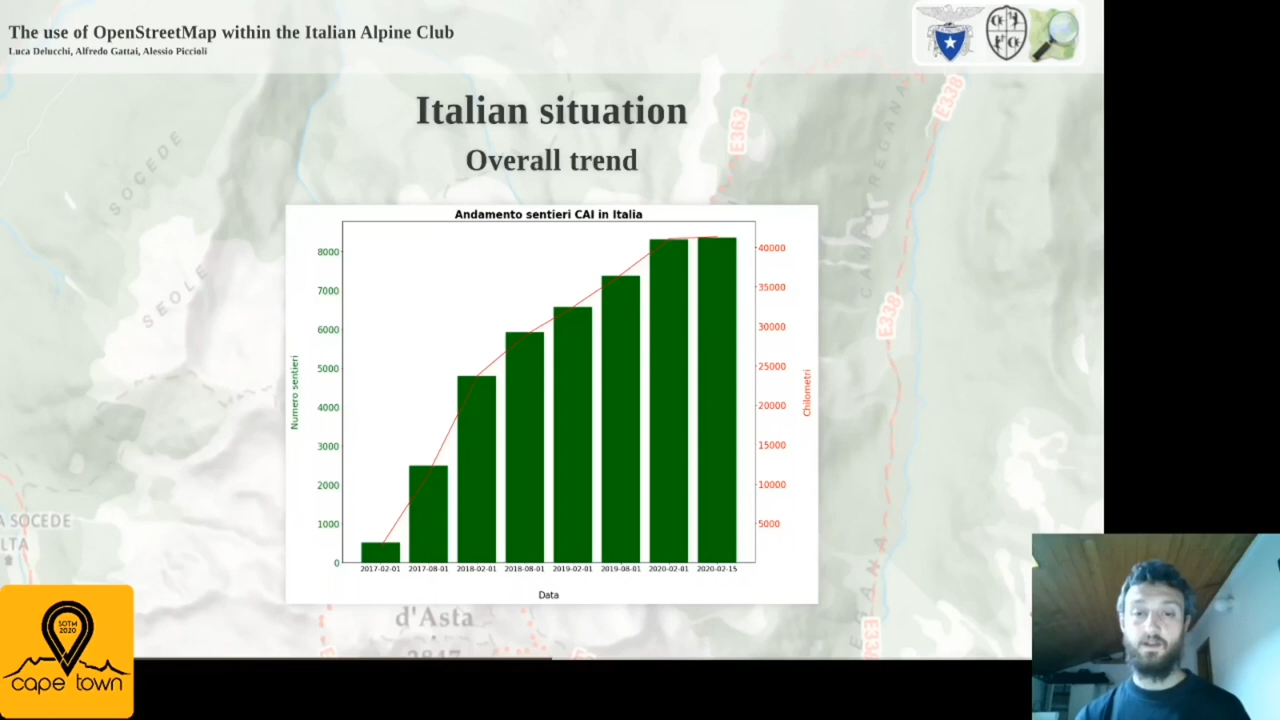 The use of OpenStreetMap within the Italian Alpine Club
Luca Delucchi, Alfredo Gattai, Alessio Piccioli
Italian situation
Overall trend
Andamento sentieri CAI in Italia
Numero sentieri
8000
7000
6000
5000
4000
3000
2000
1000
0
40000
35000
30000
25000
20000
15000
10000
5000
Chilometri
2017-02-01 2017-08-01 2018-02-01 2018-08-01 2019-02-01 2019-08-01 2020-02-01 2020-02-15
Data
SOCEDE
SEOLE
E363
E338
E338
A SOCEDE
LTA
d'Asta
2847
SOTM
2020
cape town